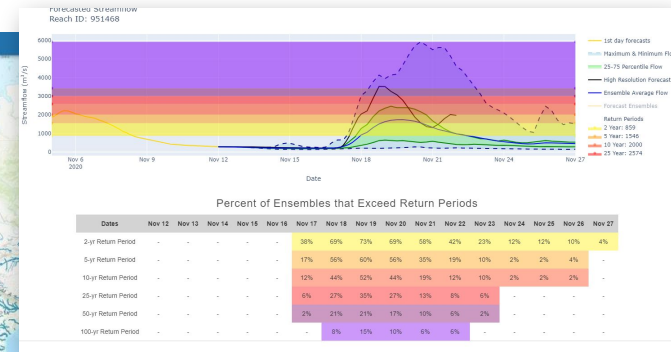 Forecasted Streamflow
Reach ID: 951468
6000
5000
4000
3000
2000
1000
0
Streamflow (m³/s)
Nov 6
2020
Nov 9
Nov 12
Nov 15
Nov 18
Nov 21
Nov 24
Nov 27
Date
1st day forecasts
Maximum & Minimum Flo
25-75 Percentile Flow
High Resolution Forecast
Ensemble Average Flow
Forecast Ensembles
Return Periods
2 Year: 859
5 Year: 1546
10 Year: 2000
25 Year: 2574
Percent of Ensembles that Exceed Return Periods
Dates Nov 12 Nov 13 Nov 14 Nov 15 Nov 16 Nov 17 Nov 18 Nov 19 Nov 20 Nov 21 Nov 22 Nov 23 Nov 24 Nov 25 Nov 26 Nov 27
2-yr Return Period - - - - - 38% 69% 73% 69% 58% 42% 23% 12% 12% 10% 4%
5-yr Return Period - - - - - 17% 56% 60% 56% 35% 19% 10% 2% 2% 4% -
10-yr Return Period - - - - - 12% 44% 52% 44% 19% 12% 10% 2% 2% 2% -
25-yr Return Period - - - - - 6% 27% 35% 27% 13% 8% 6% - - - -
50-yr Return Period - - - - - 2% 21% 21% 17% 10% 6% 2% - - - -
100-yr Return Period - - - - - - 8% 15% 10% 6% 6% - - - - -